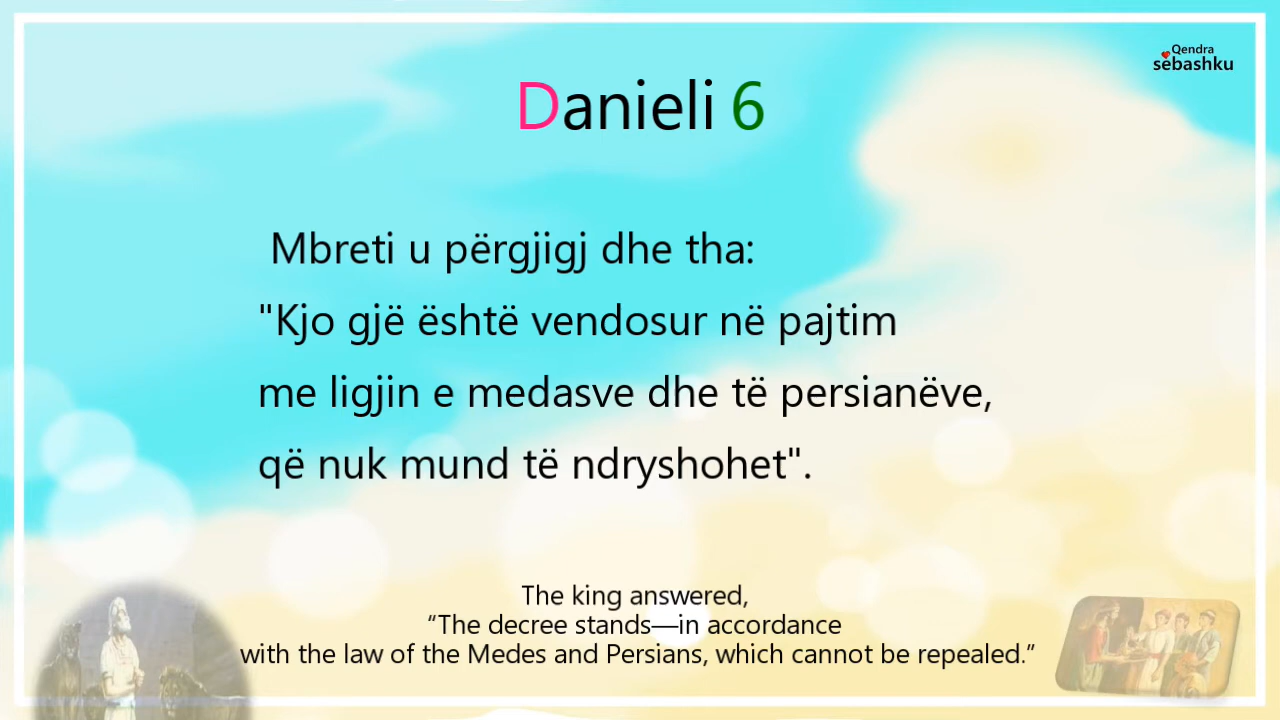 Qendra
sëbashku
Danieli 6
Mbreti u përgjigj dhe tha:
"Kjo gjë është vendosur në pajtim
me ligjin e medasve dhe të persianëve,
që nuk mund të ndryshohet".
The king answered,
“The decree stands—in accordance
with the law of the Medes and Persians, which cannot be repealed.”